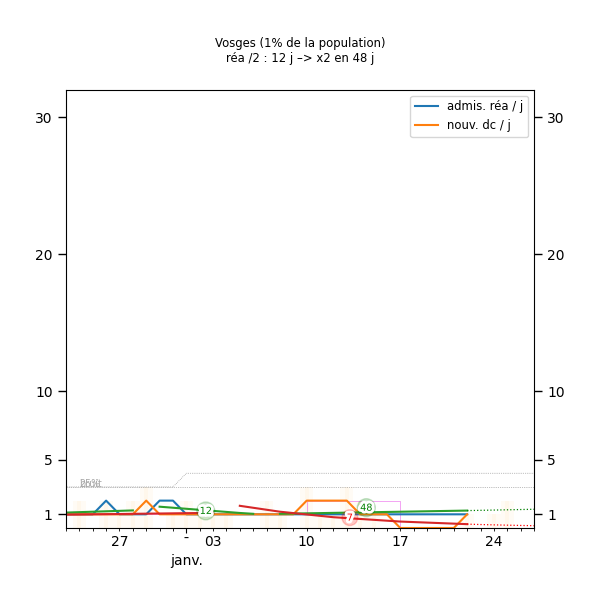 Vosges (1% de la population)
réa /2 : 12 j –> x2 en 48 j
admis. réa / j
nouv. dc / j
30 30
20 20
10 10
5 5
12 48
7
1 1
27 - 03 10 17 24
janv.